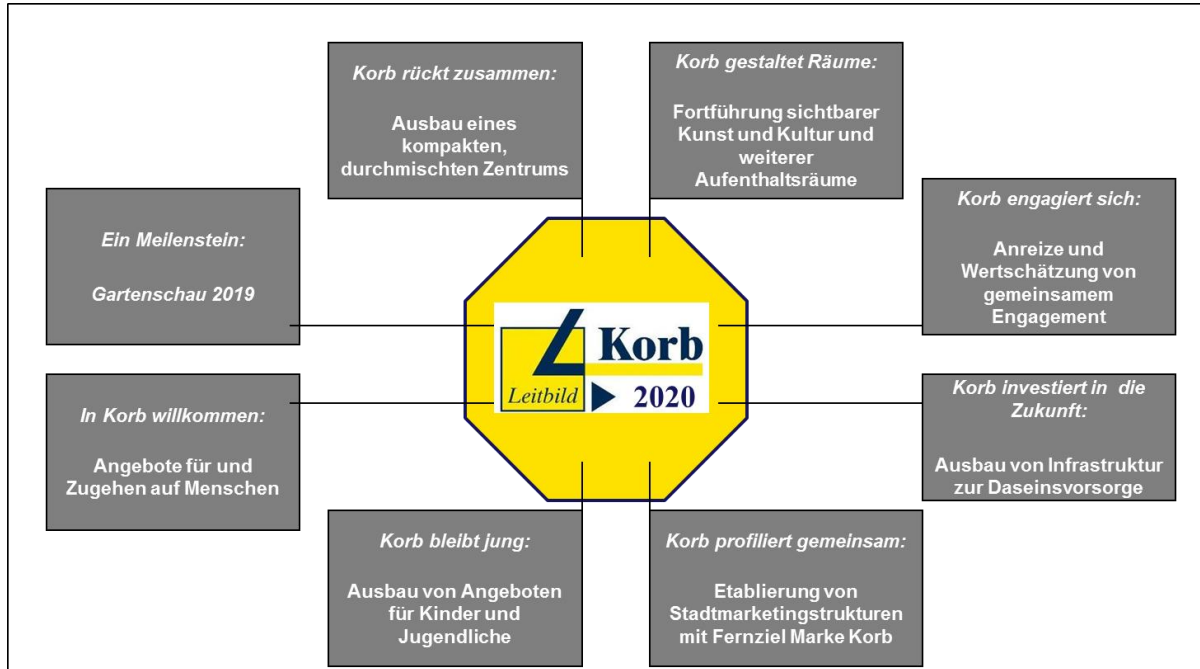 Korb rückt zusammen:
Ausbau eines
kompakten,
durchmischten Zentrums
Korb gestaltet Räume:
Fortführung sichtbarer
Kunst und Kultur und
weiterer
Aufenthaltsräume
Ein Meilenstein:
Gartenschau 2019
Korb engagiert sich:
Anreize und
Wertschätzung von
gemeinsamem
Engagement
Korb
Leitbild
2020
In Korb willkommen:
Angebote für und
Zugehen auf Menschen
Korb investiert in  die
Zukunft:
Ausbau von Infrastruktur
zur Daseinsvorsorge
Korb bleibt jung:
Ausbau von Angeboten
für Kinder und
Jugendliche
Korb profiliert gemeinsam:
Etablierung von
Stadtmarketingstrukturen
mit Fernziel Marke Korb